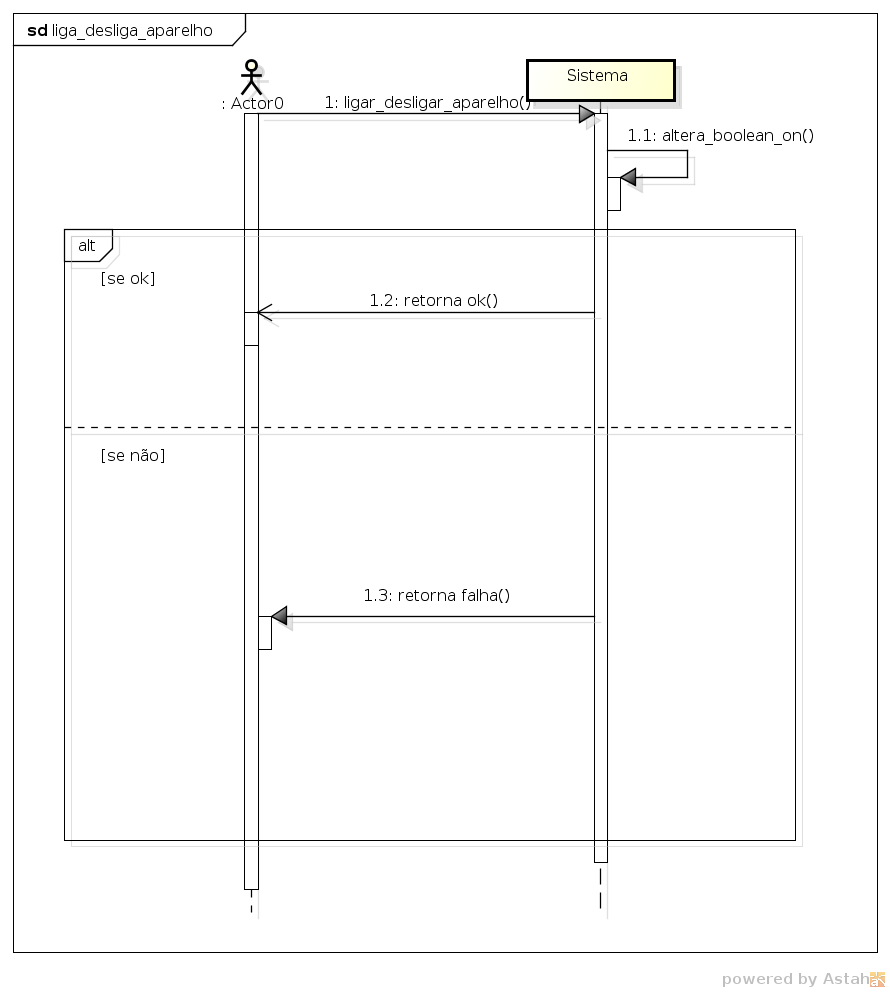 sd liga_desliga_aparelho
Sistema
: Actor0
1: ligar_desligar_aparelho()
1.1: altera_boolean_on()
alt
[se ok]
1.2: retorna ok()
[se não]
1.3: retorna falha()
powered by Astah